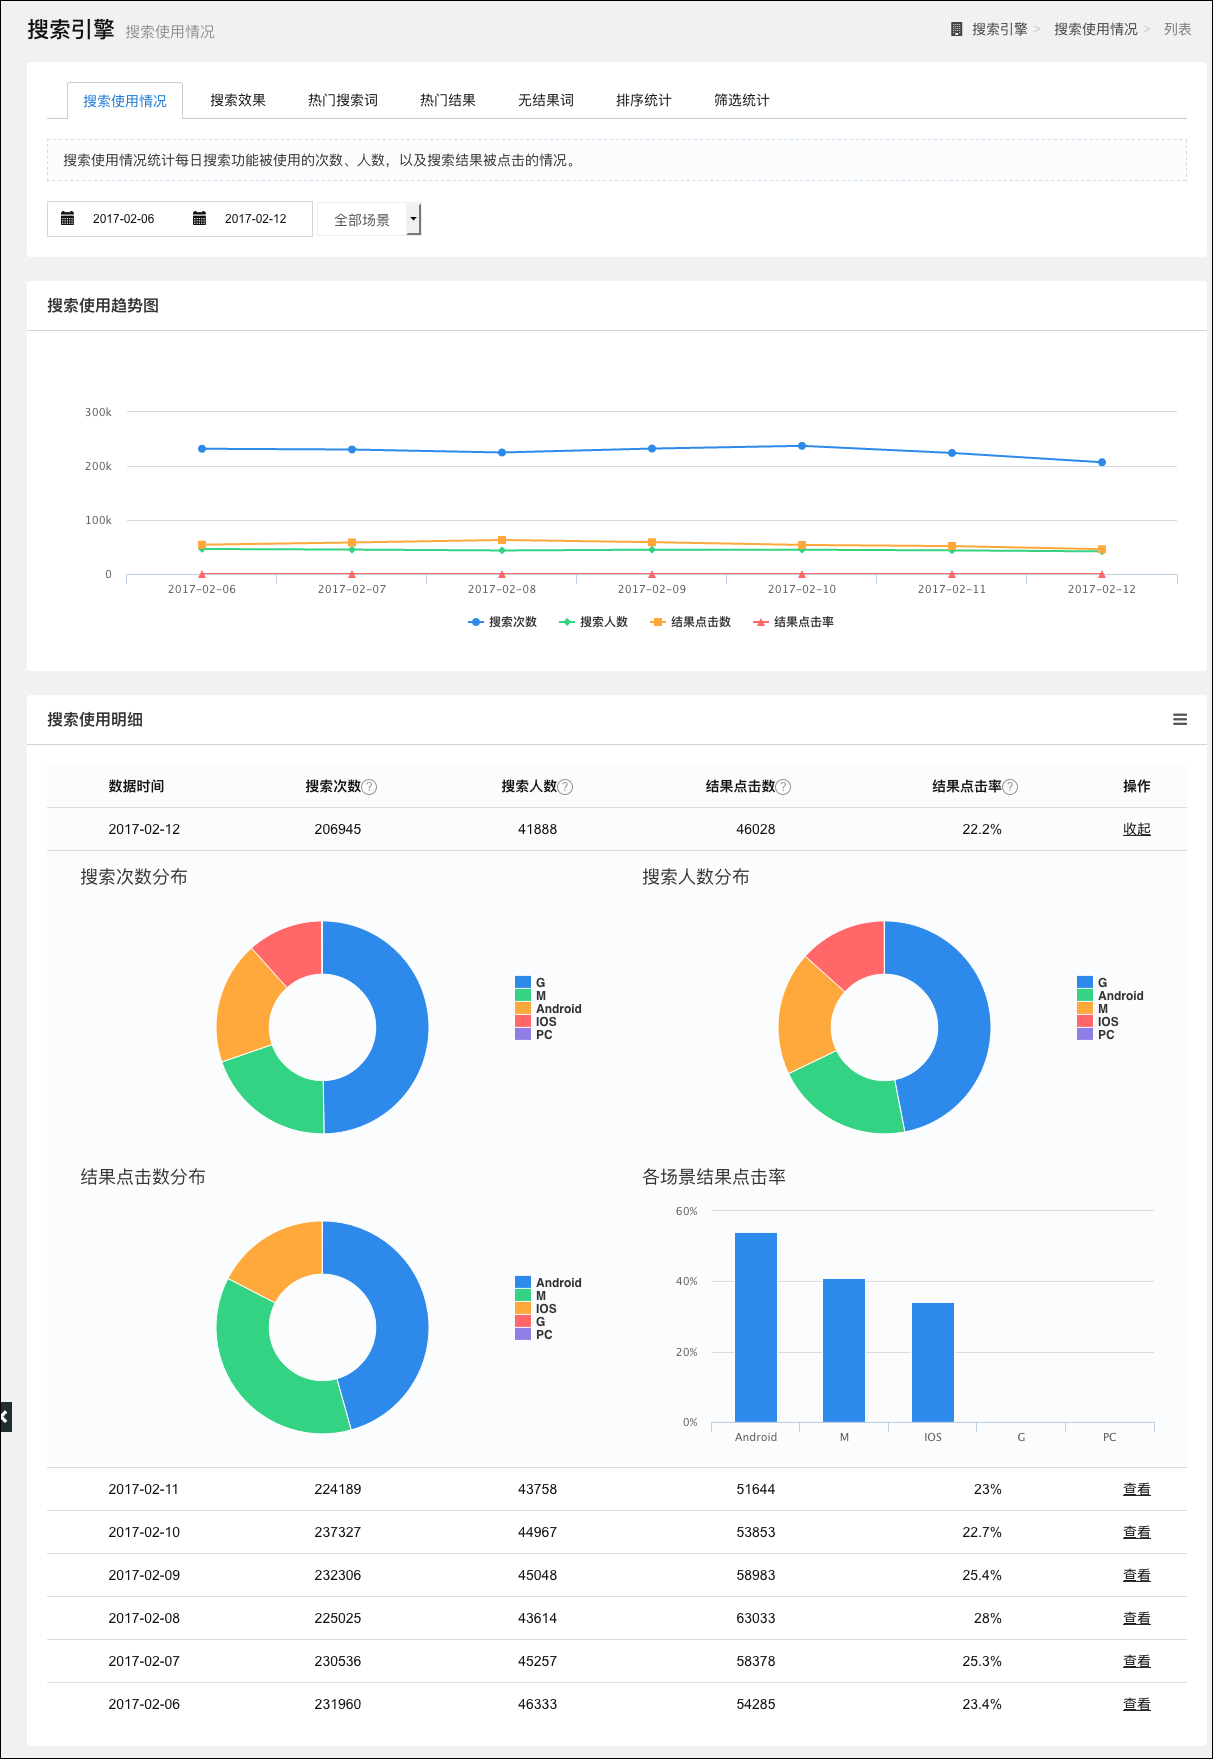 搜索引擎 搜索使用情况 搜索引擎 > 搜索使用情况 > 列表
搜索使用情况 搜索效果 热门搜索词 热门结果 无结果词 排序统计 筛选统计
搜索使用情况统计每日搜索功能被使用的次数、人数，以及搜索结果被点击的情况。
2017-02-06 2017-02-12 全部场景
搜索使用趋势图
300k
200k
100k
0
2017-02-06 2017-02-07 2017-02-08 2017-02-09 2017-02-10 2017-02-11 2017-02-12
搜索次数 搜索人数 结果点击数 结果点击率
搜索使用明细
数据时间 搜索次数? 搜索人数? 结果点击数? 结果点击率? 操作
2017-02-12 206945 41888 46028 22.2% 收起
搜索次数分布
G
M
Android
IOS
PC
搜索人数分布
G
Android
M
IOS
PC
结果点击数分布
Android
M
IOS
G
PC
各场景结果点击率
60%
40%
20%
0%
Android M IOS G PC
2017-02-11 224189 43758 51644 23% 查看
2017-02-10 237327 44967 53853 22.7% 查看
2017-02-09 232306 45048 58983 25.4% 查看
2017-02-08 225025 43614 63033 28% 查看
2017-02-07 230536 45257 58378 25.3% 查看
2017-02-06 231960 46333 54285 23.4% 查看